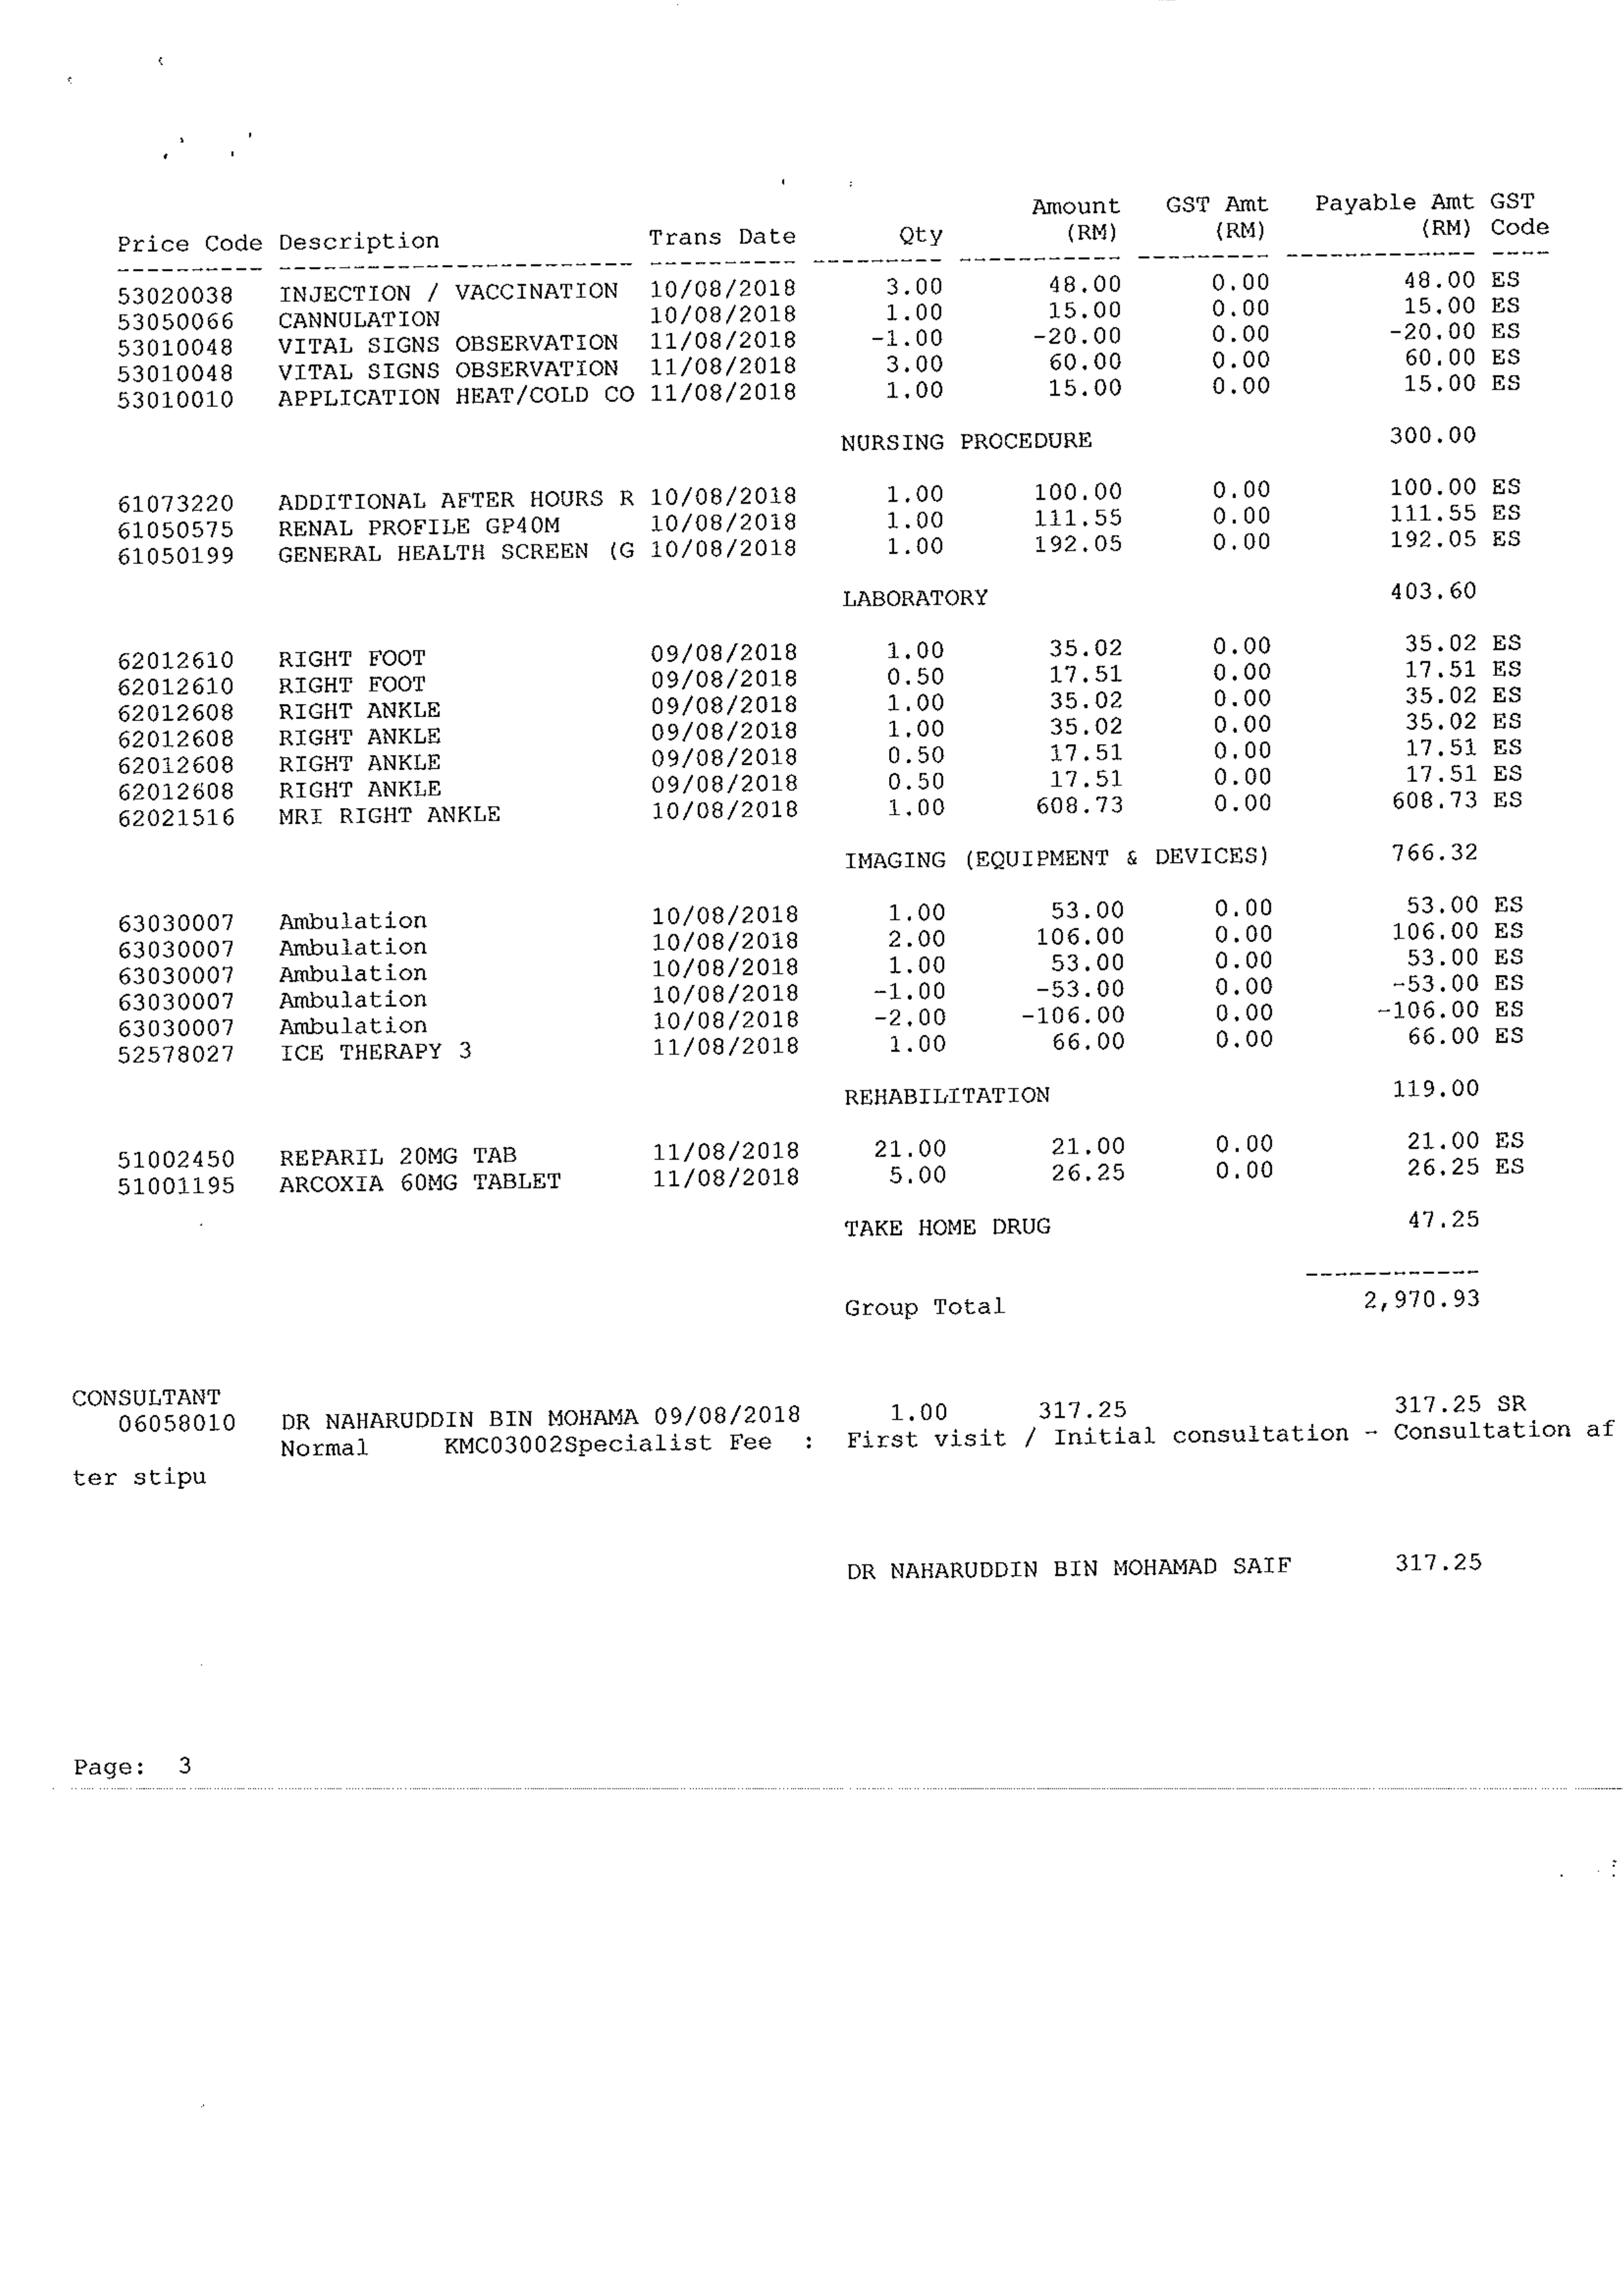 Amount GST Amt Payable Amt GST
Price Code Description Trans Date Qty (RM) (RM) (RM) Code
53020038 INJECTION / VACCINATION 10/08/2018 3.00 48.00 0.00 48.00 ES
53050066 CANNULATION 10/08/2018 1.00 15.00 0.00 15.00 ES
53010048 VITAL SIGNS OBSERVATION 11/08/2018 -1.00 -20.00 0.00 -20.00 ES
53010048 VITAL SIGNS OBSERVATION 11/08/2018 3.00 60.00 0.00 60.00 ES
53010010 APPLICATION HEAT/COLD CO 11/08/2018 1.00 15.00 0.00 15.00 ES
NURSING PROCEDURE 300.00
61073220 ADDITIONAL AFTER HOURS R 10/08/2018 1.00 100.00 0.00 100.00 ES
61050575 RENAL PROFILE GP40M 10/08/2018 1.00 111.55 0.00 111.55 ES
61050199 GENERAL HEALTH SCREEN (G 10/08/2018 1.00 192.05 0.00 192.05 ES
LABORATORY 403.60
62012610 RIGHT FOOT 09/08/2018 1.00 35.02 0.00 35.02 ES
62012610 RIGHT FOOT 09/08/2018 0.50 17.51 0.00 17.51 ES
62012608 RIGHT ANKLE 09/08/2018 1.00 35.02 0.00 35.02 ES
62012608 RIGHT ANKLE 09/08/2018 1.00 35.02 0.00 35.02 ES
62012608 RIGHT ANKLE 09/08/2018 0.50 17.51 0.00 17.51 ES
62012608 RIGHT ANKLE 09/08/2018 0.50 17.51 0.00 17.51 ES
62021516 MRI RIGHT ANKLE 10/08/2018 1.00 608.73 0.00 608.73 ES
IMAGING (EQUIPMENT & DEVICES) 766.32
63030007 Ambulation 10/08/2018 1.00 53.00 0.00 53.00 ES
63030007 Ambulation 10/08/2018 2.00 106.00 0.00 106.00 ES
63030007 Ambulation 10/08/2018 1.00 53.00 0.00 53.00 ES
63030007 Ambulation 10/08/2018 -1.00 -53.00 0.00 -53.00 ES
63030007 Ambulation 10/08/2018 -2.00 -106.00 0.00 -106.00 ES
52578027 ICE THERAPY 3 11/08/2018 1.00 66.00 0.00 66.00 ES
REHABILITATION 119.00
51002450 REPARIL 20MG TAB 11/08/2018 21.00 21.00 0.00 21.00 ES
51001195 ARCOXIA 60MG TABLET 11/08/2018 5.00 26.25 0.00 26.25 ES
TAKE HOME DRUG 47.25
Group Total 2,970.93
CONSULTANT
06058010 DR NAHARUDDIN BIN MOHAMA 09/08/2018 1.00 317.25 317.25 SR
Normal KMC03002Specialist Fee : First visit / Initial consultation - Consultation af
ter stipu
DR NAHARUDDIN BIN MOHAMAD SAIF 317.25
Page: 3